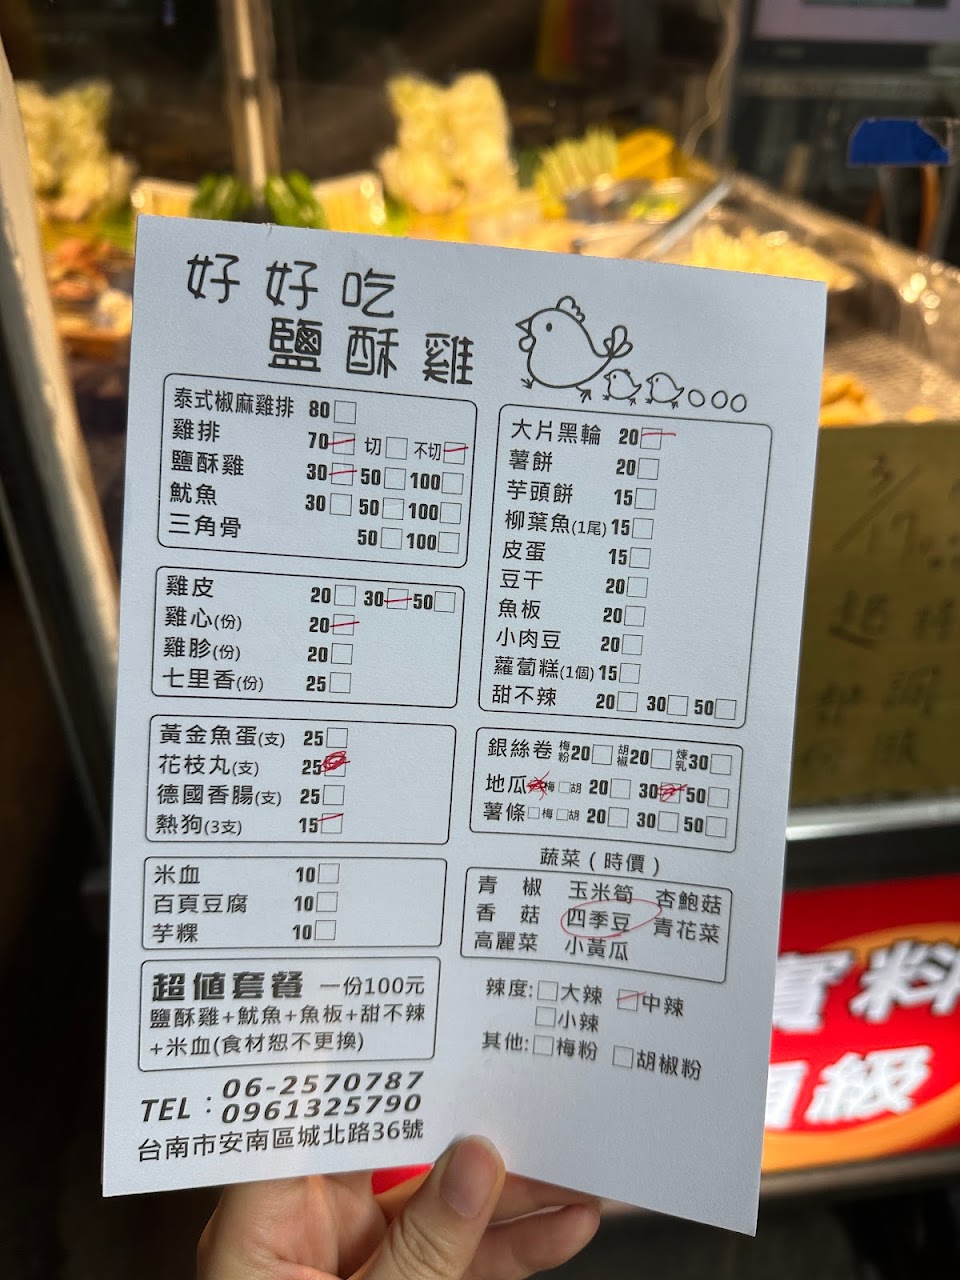 好好吃
鹽酥雞
泰式椒麻雞排 80□
雞排 70□ 切□ 不切□
鹽酥雞 30□ 50□ 100□
魷魚 30□ 50□ 100□
三角骨 50□ 100□
雞皮 20□ 30□ 50□
雞心(份) 20□
雞胗(份) 20□
七里香(份) 25□
黃金魚蛋(支) 25□
花枝丸(支) 25□
德國香腸(支) 25□
熱狗(3支) 15□
米血 10□
百頁豆腐 10□
芋粿 10□
超值套餐 一份100元
鹽酥雞+魷魚+魚板+甜不辣
+米血(食材恕不更換)
TEL：06-2570787
0961325790
台南市安南區城北路36號
大片黑輪 20□
薯餅 20□
芋頭餅 15□
柳葉魚(1尾) 15□
皮蛋 15□
豆干 20□
魚板 20□
小肉豆 20□
蘿蔔糕(1個) 15□
甜不辣 20□ 30□ 50□
銀絲卷 梅粉20□ 胡椒20□ 煉乳30□
地瓜□梅 □胡 20□ 30□ 50□
薯條□梅 □胡 20□ 30□ 50□
蔬菜（時價）
青椒 玉米筍 杏鮑菇
香菇 四季豆 青花菜
高麗菜 小黃瓜
辣度:□大辣 □中辣
□小辣
其他:□梅粉 □胡椒粉
3/17
超
實料
級